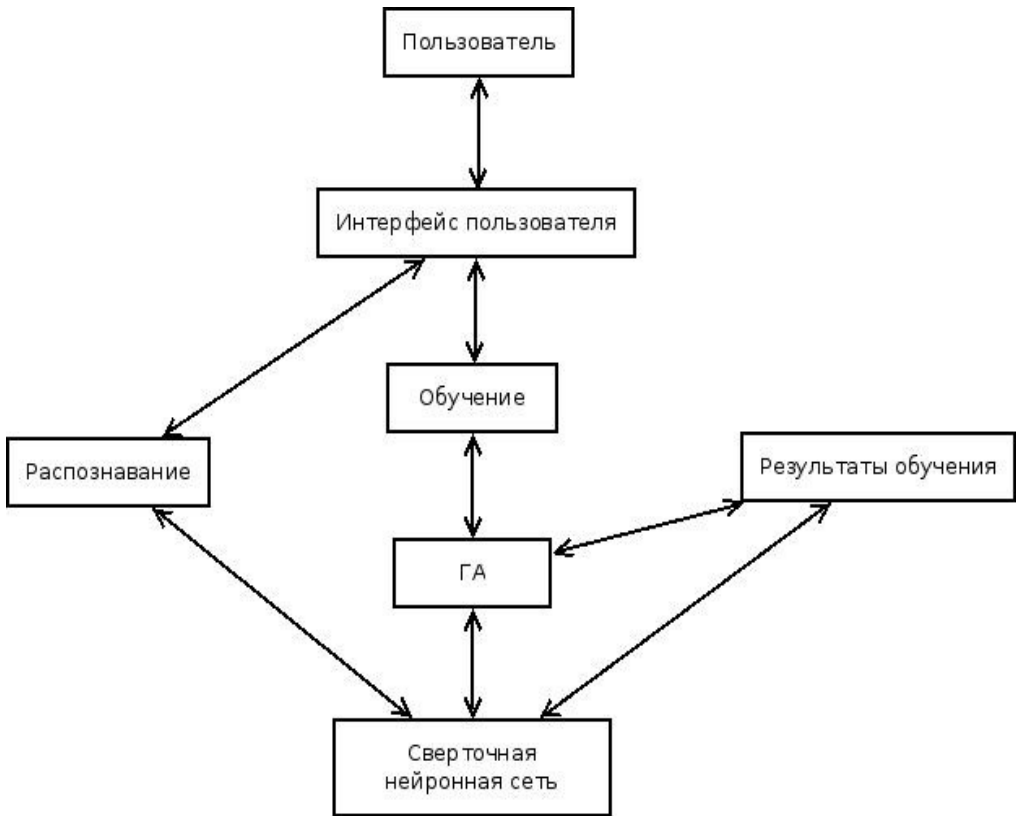 Пользователь
Интерфейс пользователя
Обучение
Распознавание
Результаты обучения
ГА
Сверточная
нейронная сеть